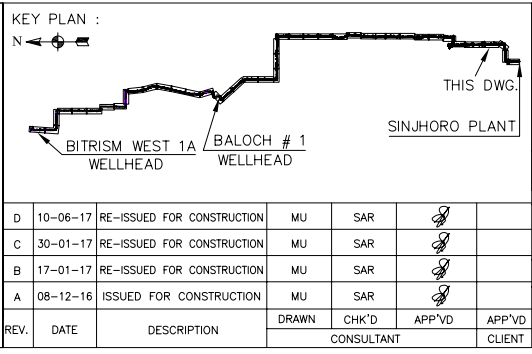 KEY PLAN :
N
THIS DWG.
SINJHORO PLANT
BITRISM WEST 1A
WELLHEAD
BALOCH # 1
WELLHEAD
D 10-06-17 RE-ISSUED FOR CONSTRUCTION MU SAR
C 30-01-17 RE-ISSUED FOR CONSTRUCTION MU SAR
B 17-01-17 RE-ISSUED FOR CONSTRUCTION MU SAR
A 08-12-16 ISSUED FOR CONSTRUCTION MU SAR
REV. DATE DESCRIPTION DRAWN CHK'D APP'VD APP'VD
CONSULTANT CLIENT